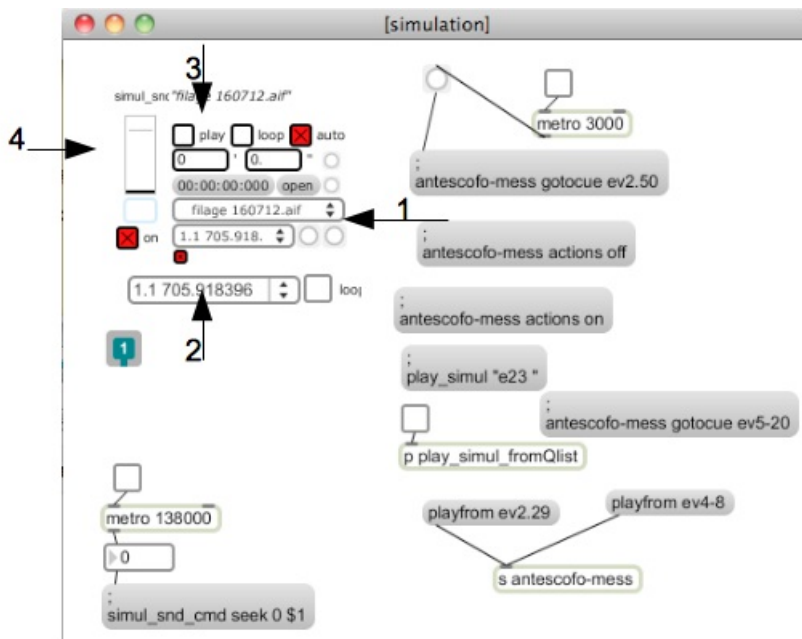 [simulation]
3
simul_snd "filage 160712.aif"
4
play loop auto
0 ' 0. "
00:00:00:000 open
filage 160712.aif
1
on 1.1 705.918.
1.1 705.918396 loop
2
1
metro 138000
0
;
simul_snd_cmd seek 0 $1
metro 3000
;
antescofo-mess gotocue ev2.50
;
antescofo-mess actions off
;
antescofo-mess actions on
;
play_simul "e23 "
;
antescofo-mess gotocue ev5-20
p play_simul_fromQlist
playfrom ev2.29
playfrom ev4-8
s antescofo-mess